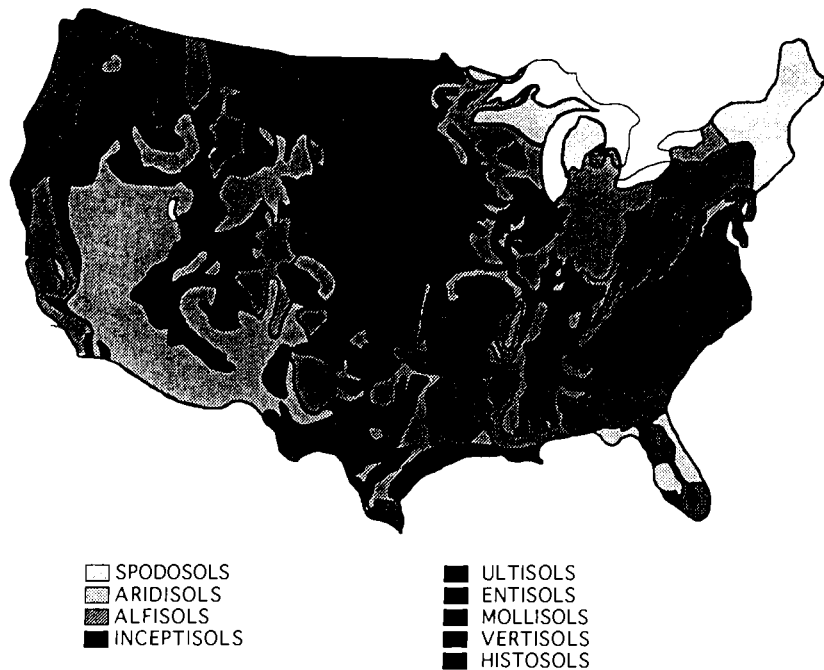 SPODOSOLS
ARIDISOLS
ALFISOLS
INCEPTISOLS
ULTISOLS
ENTISOLS
MOLLISOLS
VERTISOLS
HISTOSOLS